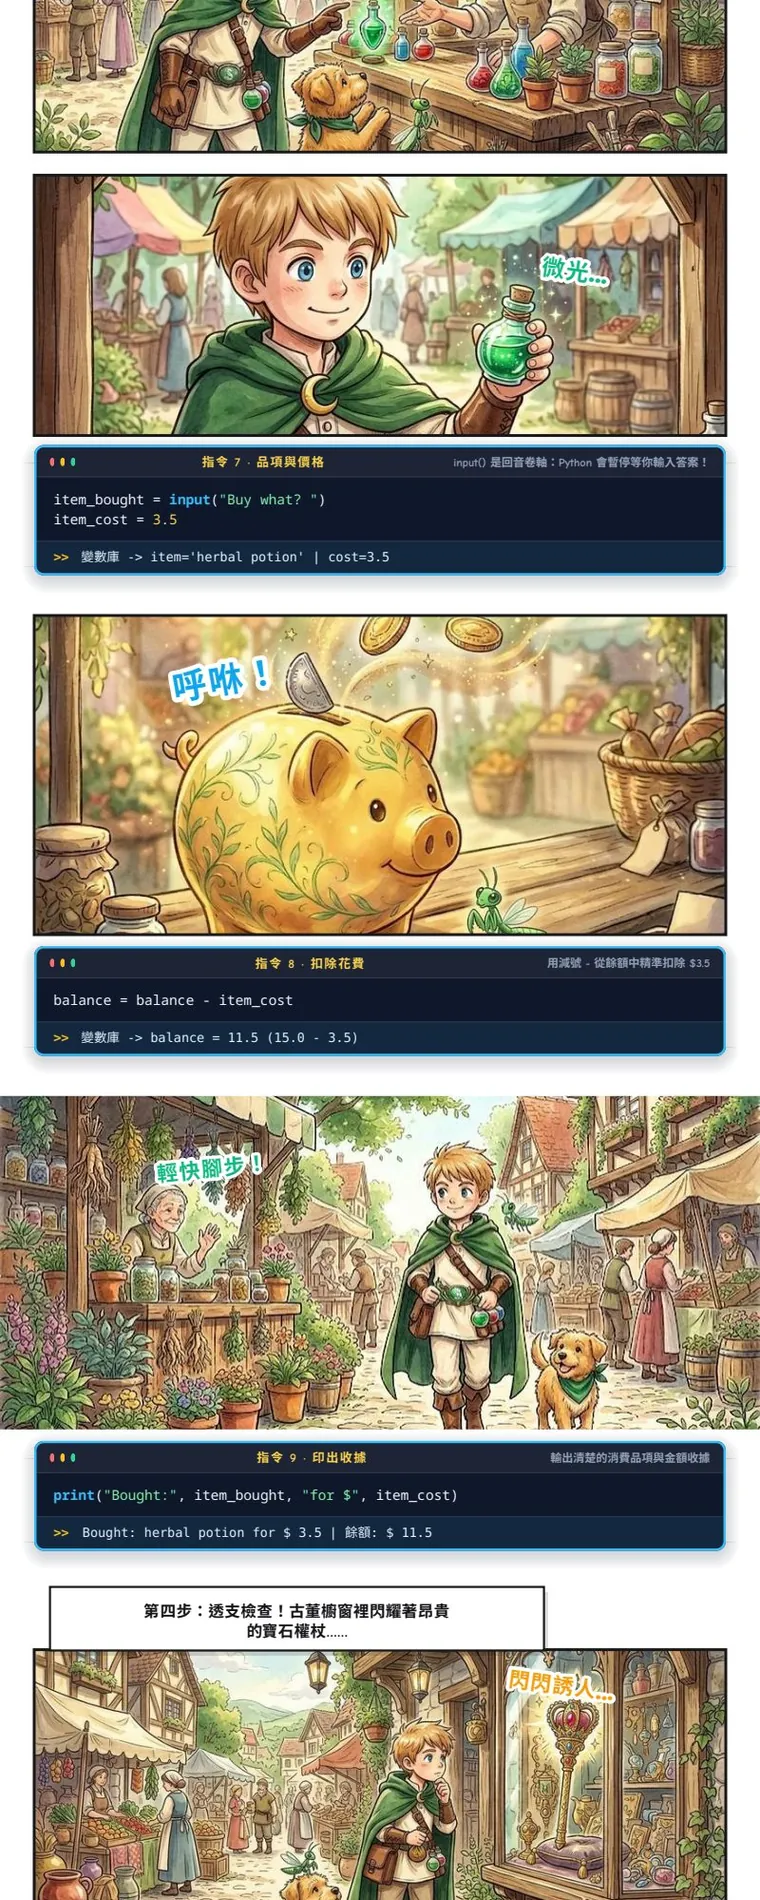 微光...
指令 7 · 品項與價格
input() 是回音卷軸：Python 會暫停等你輸入答案！
item_bought = input("Buy what? ")
item_cost = 3.5
>> 變數庫 -> item='herbal potion' | cost=3.5
呼咻！
指令 8 · 扣除花費
用減號 - 從餘額中精準扣除 $3.5
balance = balance - item_cost
>> 變數庫 -> balance = 11.5 (15.0 - 3.5)
輕快腳步！
指令 9 · 印出收據
輸出清楚的消費品項與金額收據
print("Bought:", item_bought, "for $", item_cost)
>> Bought: herbal potion for $ 3.5 | 餘額: $ 11.5
第四步：透支檢查！古董櫥窗裡閃耀著昂貴
的寶石權杖......
閃閃誘人...